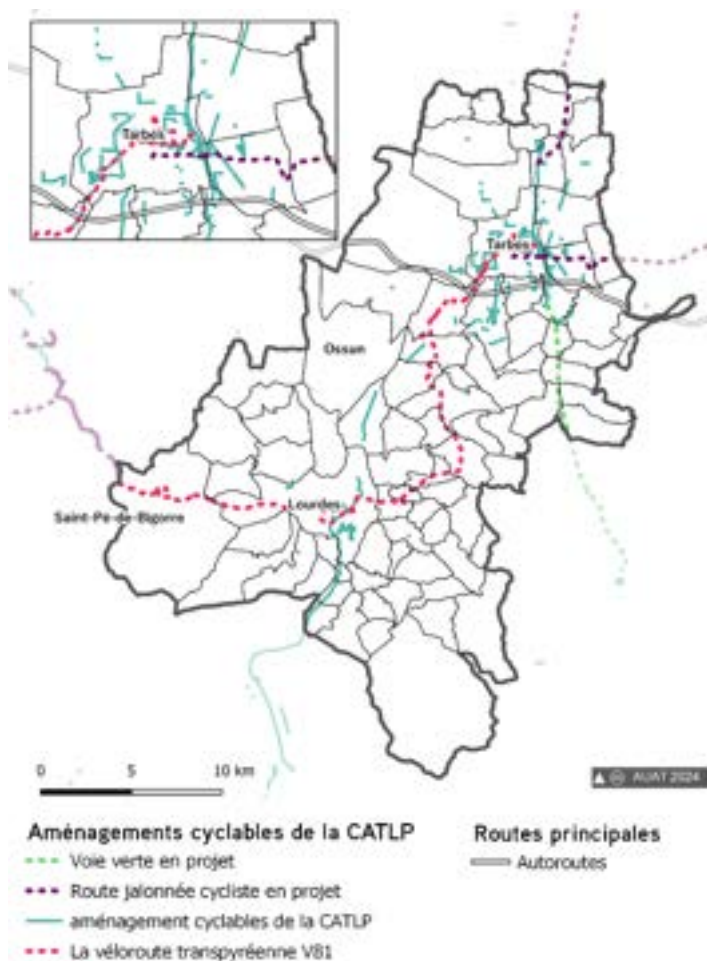 Tarbes
Tarbes
Ossun
Lourdes
Saint-Pé-de-Bigorre
0 5 10 km
AUAT 2024
Aménagements cyclables de la CATLP
Voie verte en projet
Route jalonnée cycliste en projet
aménagement cyclables de la CATLP
La véloroute transpyréenne V81
Routes principales
Autoroutes